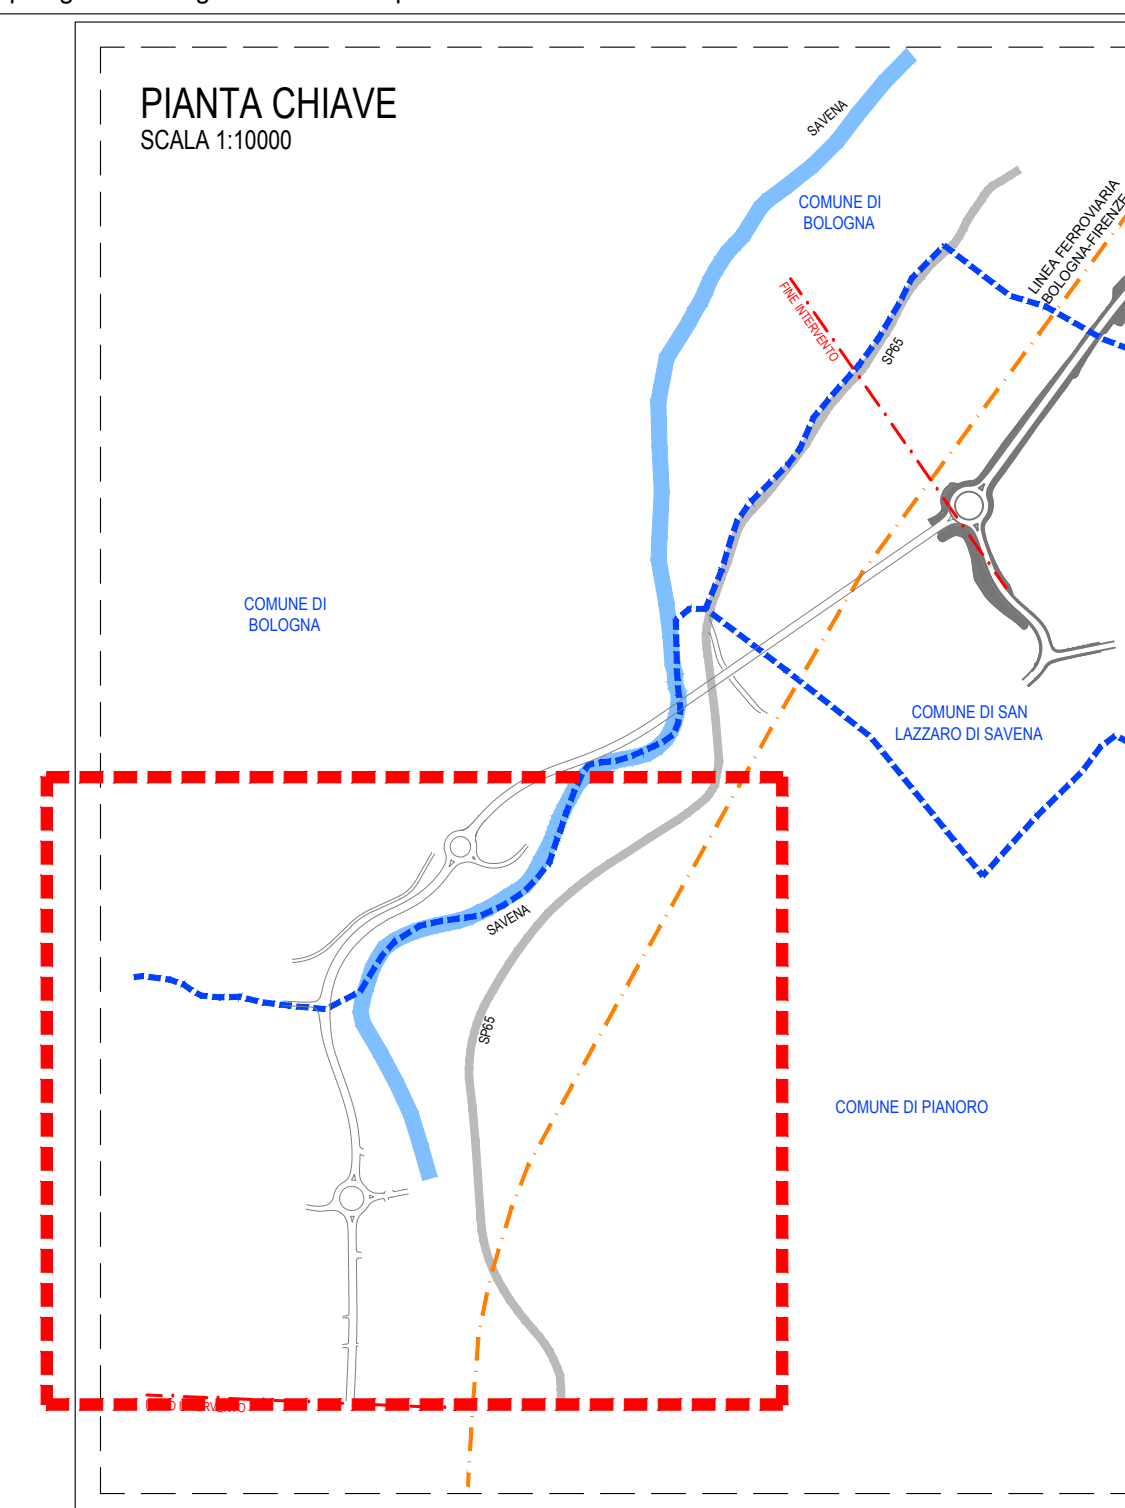 PIANTA CHIAVE
SCALA 1:10000
SAVENA
COMUNE DI
BOLOGNA
LINEA FERROVIARIA
BOLOGNA-FIRENZE
FINE INTERVENTO
SP65
COMUNE DI
BOLOGNA
COMUNE DI SAN
LAZZARO DI SAVENA
SAVENA
SP65
COMUNE DI PIANORO